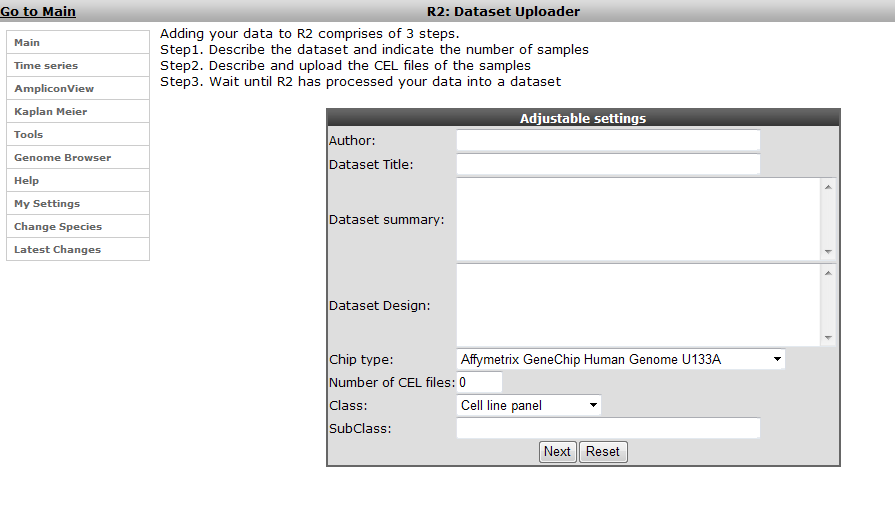 Go to Main
R2: Dataset Uploader
Main
Time series
AmpliconView
Kaplan Meier
Tools
Genome Browser
Help
My Settings
Change Species
Latest Changes
Adding your data to R2 comprises of 3 steps.
Step1. Describe the dataset and indicate the number of samples
Step2. Describe and upload the CEL files of the samples
Step3. Wait until R2 has processed your data into a dataset
Adjustable settings
Author:
Dataset Title:
Dataset summary:
Dataset Design:
Chip type: Affymetrix GeneChip Human Genome U133A
Number of CEL files: 0
Class: Cell line panel
SubClass:
Next Reset